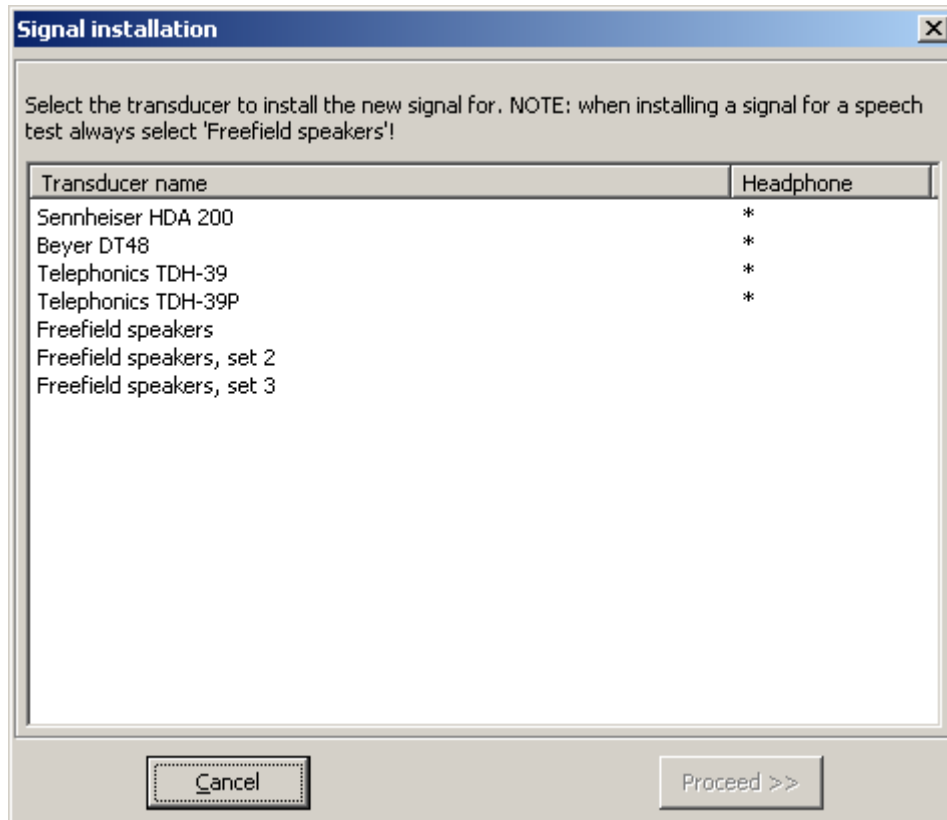 Signal installation
Select the transducer to install the new signal for. NOTE: when installing a signal for a speech
test always select 'Freefield speakers'!
Transducer name Headphone
Sennheiser HDA 200 *
Beyer DT48 *
Telephonics TDH-39 *
Telephonics TDH-39P *
Freefield speakers
Freefield speakers, set 2
Freefield speakers, set 3
Cancel Proceed >>